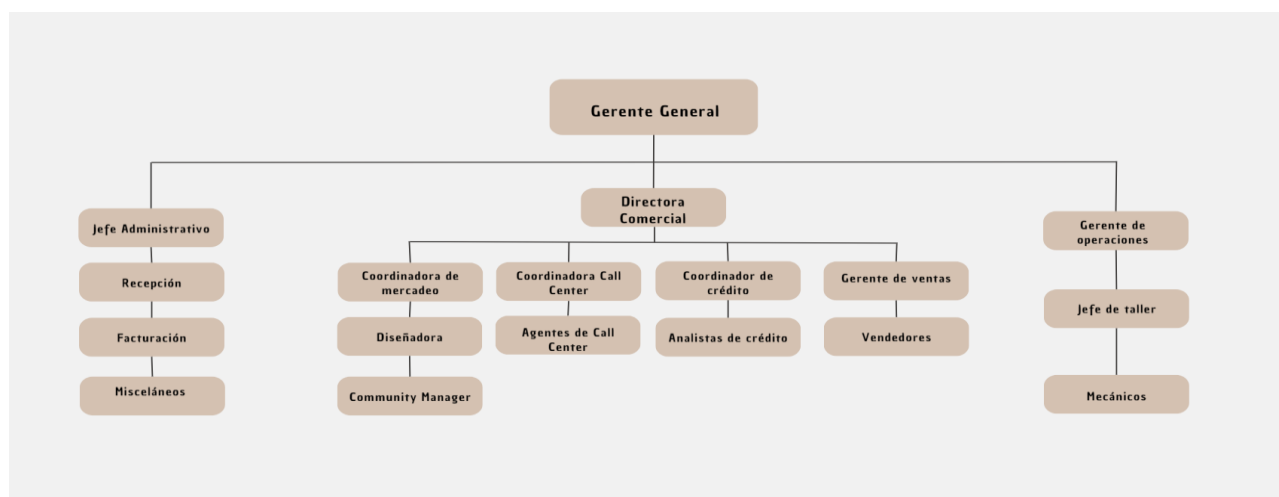 Gerente General
Directora
Comercial
Jefe Administrativo
Gerente de
operaciones
Recepción
Coordinadora de
mercadeo
Coordinadora Call
Center
Coordinador de
crédito
Gerente de ventas
Jefe de taller
Facturación
Diseñadora
Agentes de Call
Center
Analistas de crédito
Vendedores
Misceláneos
Community Manager
Mecánicos